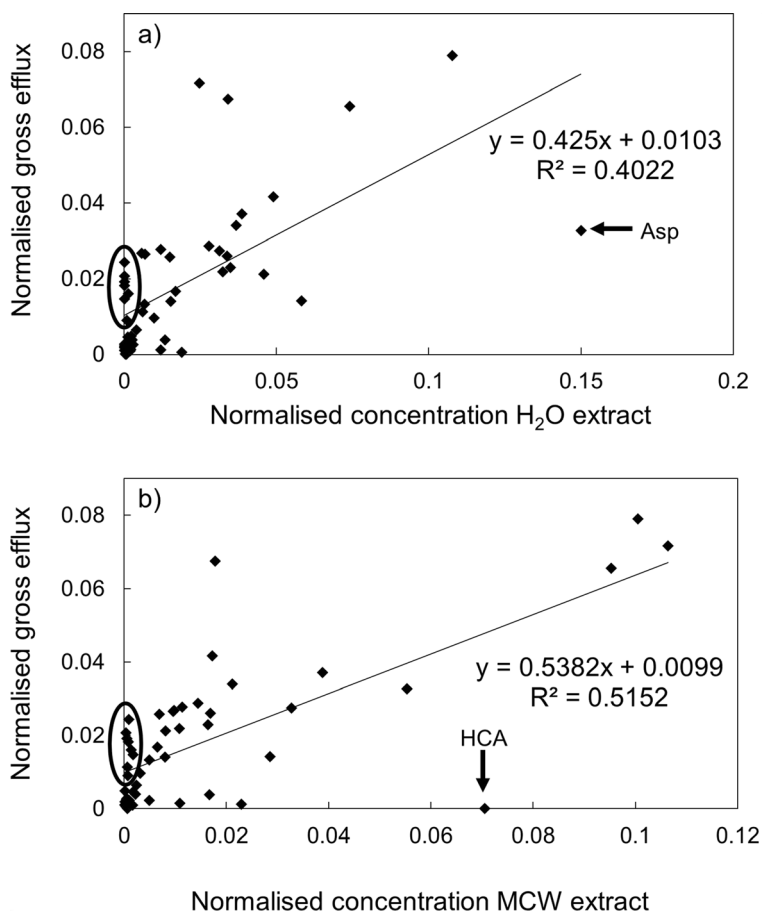 a)
0.08
0.06
0.04
0.02
0
Normalised gross efflux
y = 0.425x + 0.0103
R² = 0.4022
Asp
0 0.05 0.1 0.15 0.2
Normalised concentration H₂O extract
b)
0.08
0.06
0.04
0.02
0
Normalised gross efflux
y = 0.5382x + 0.0099
R² = 0.5152
HCA
0 0.02 0.04 0.06 0.08 0.1 0.12
Normalised concentration MCW extract